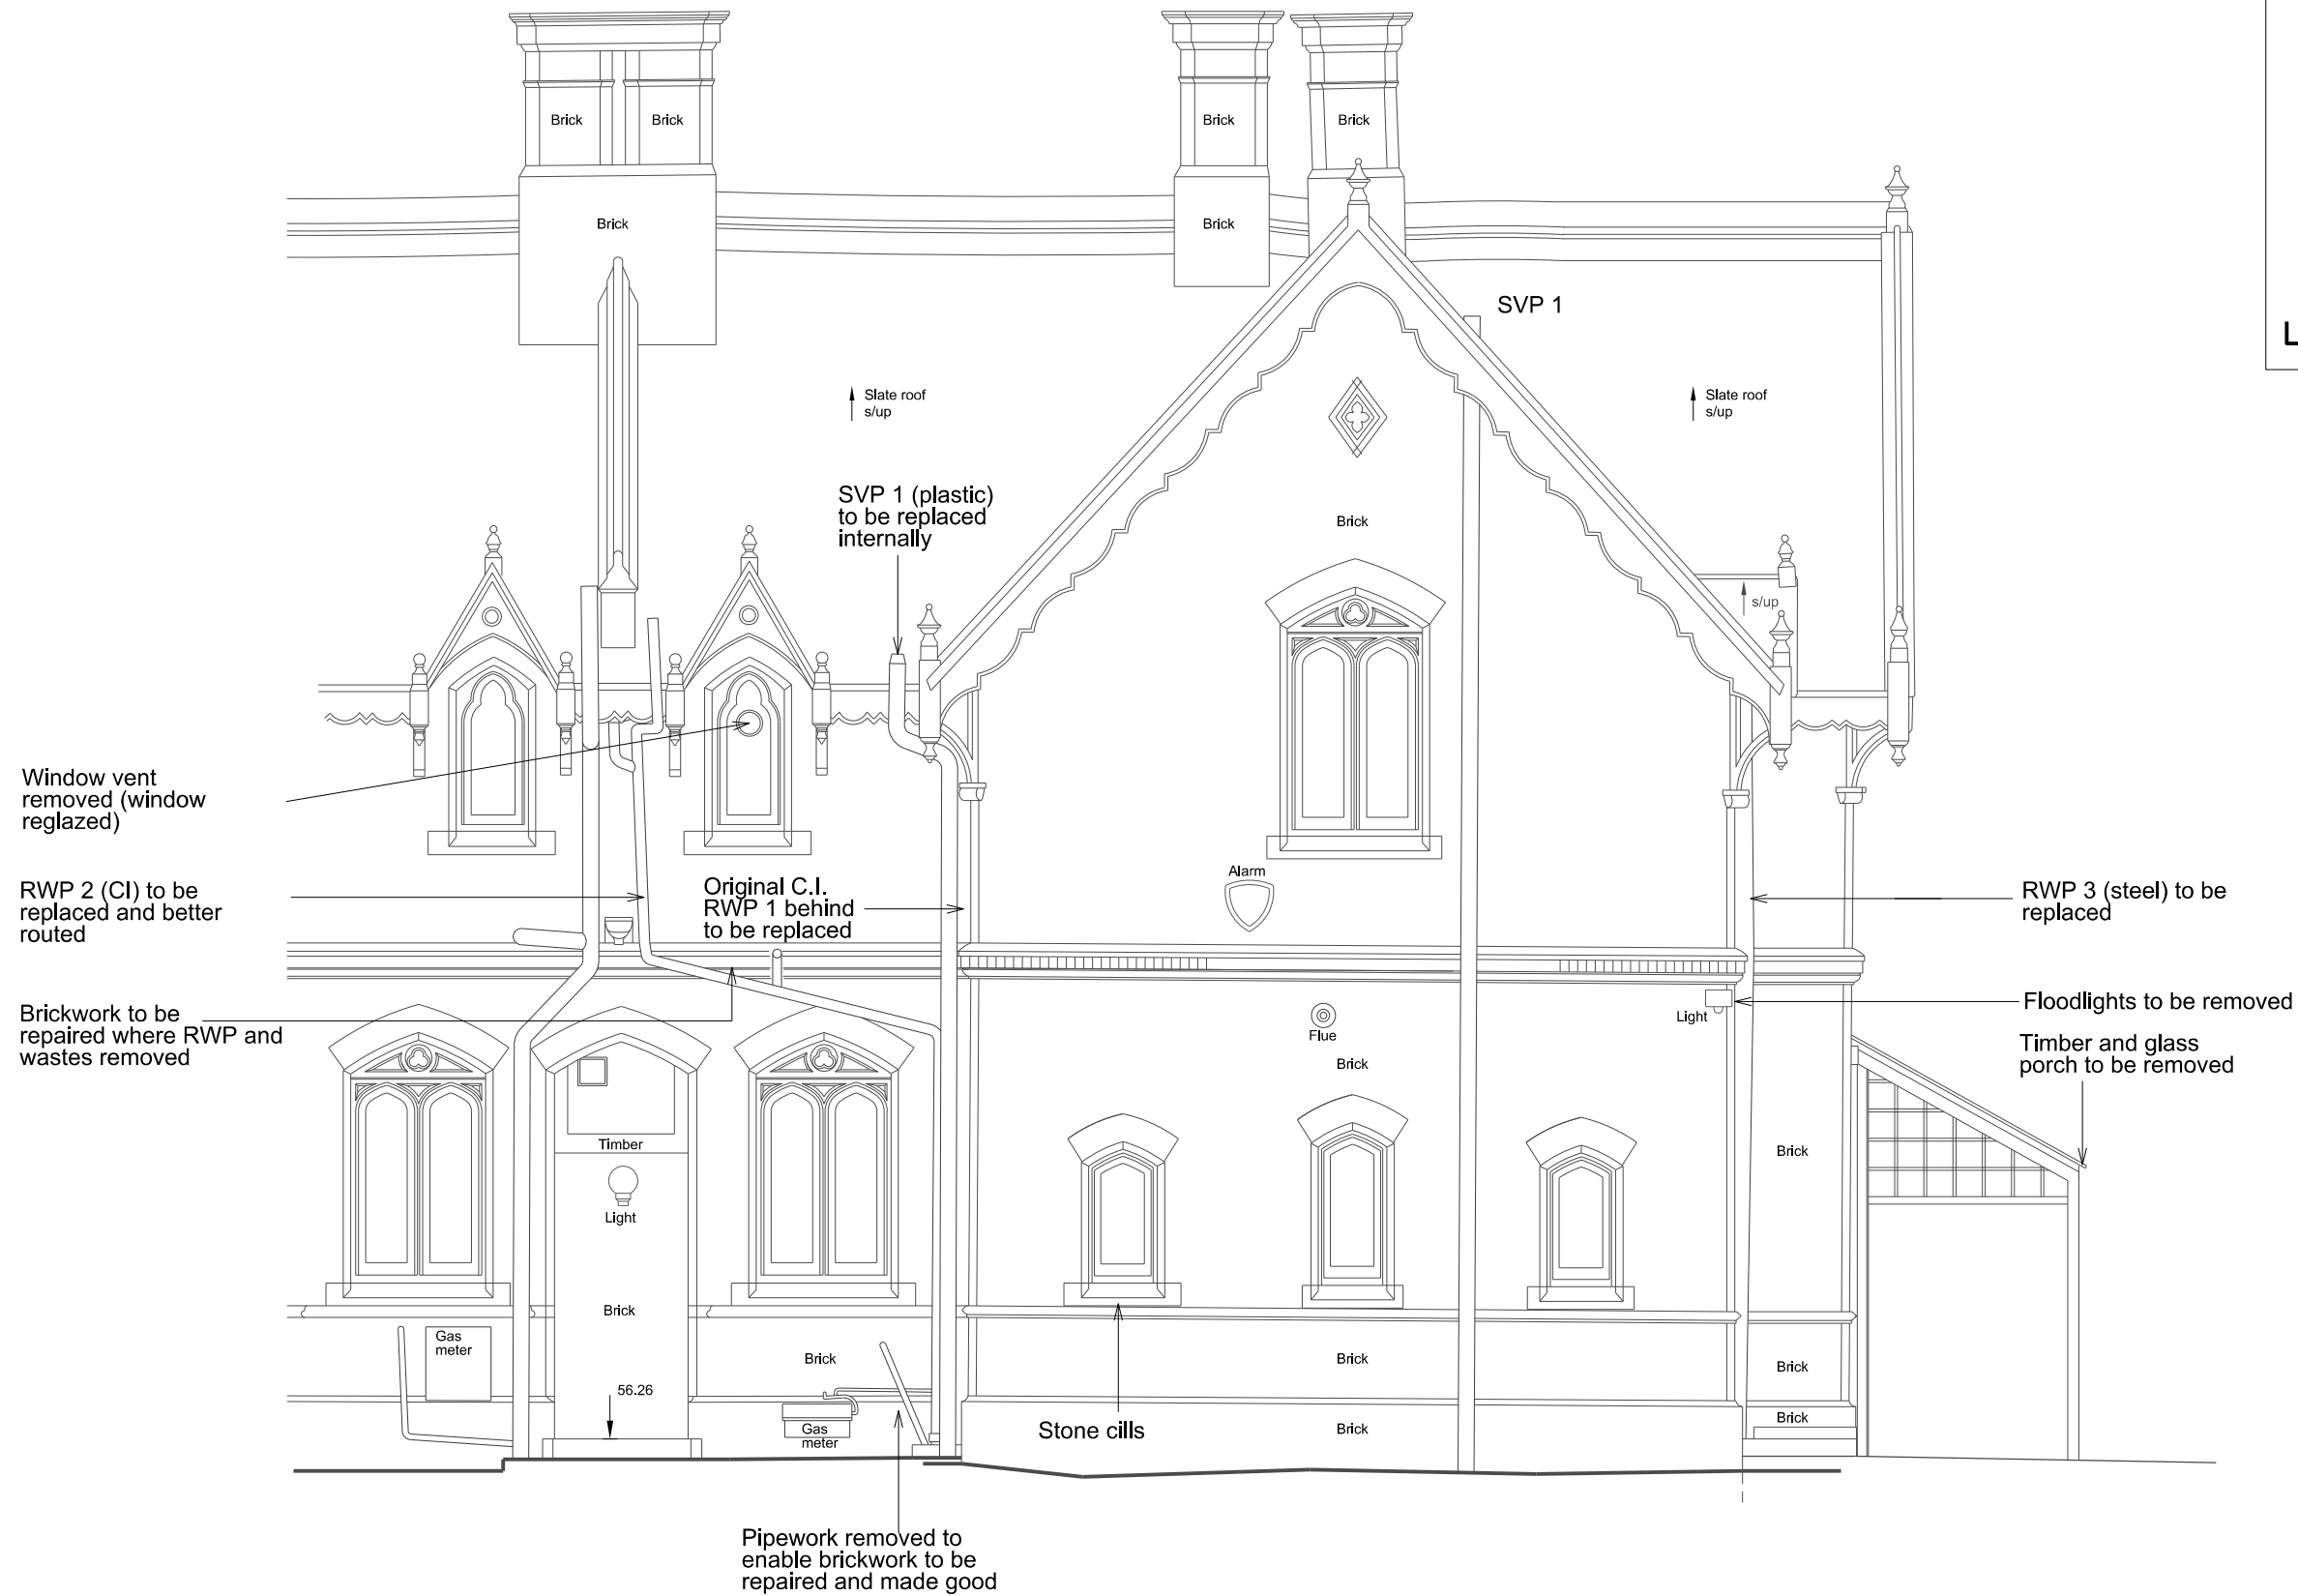 Brick
Brick
Brick
Brick
Brick
Brick
SVP 1
L
Slate roof
s/up
Slate roof
s/up
SVP 1 (plastic)
to be replaced
internally
Brick
s/up
Window vent
removed (window
reglazed)
Alarm
RWP 2 (CI) to be
replaced and better
routed
Original C.I.
RWP 1 behind
to be replaced
RWP 3 (steel) to be
replaced
Brickwork to be
repaired where RWP and
wastes removed
Light
Floodlights to be removed
Flue
Brick
Timber and glass
porch to be removed
Timber
Brick
Light
Brick
Gas
meter
Brick
Brick
Brick
56.26
Gas
meter
Stone cills
Brick
Brick
Pipework removed to
enable brickwork to be
repaired and made good